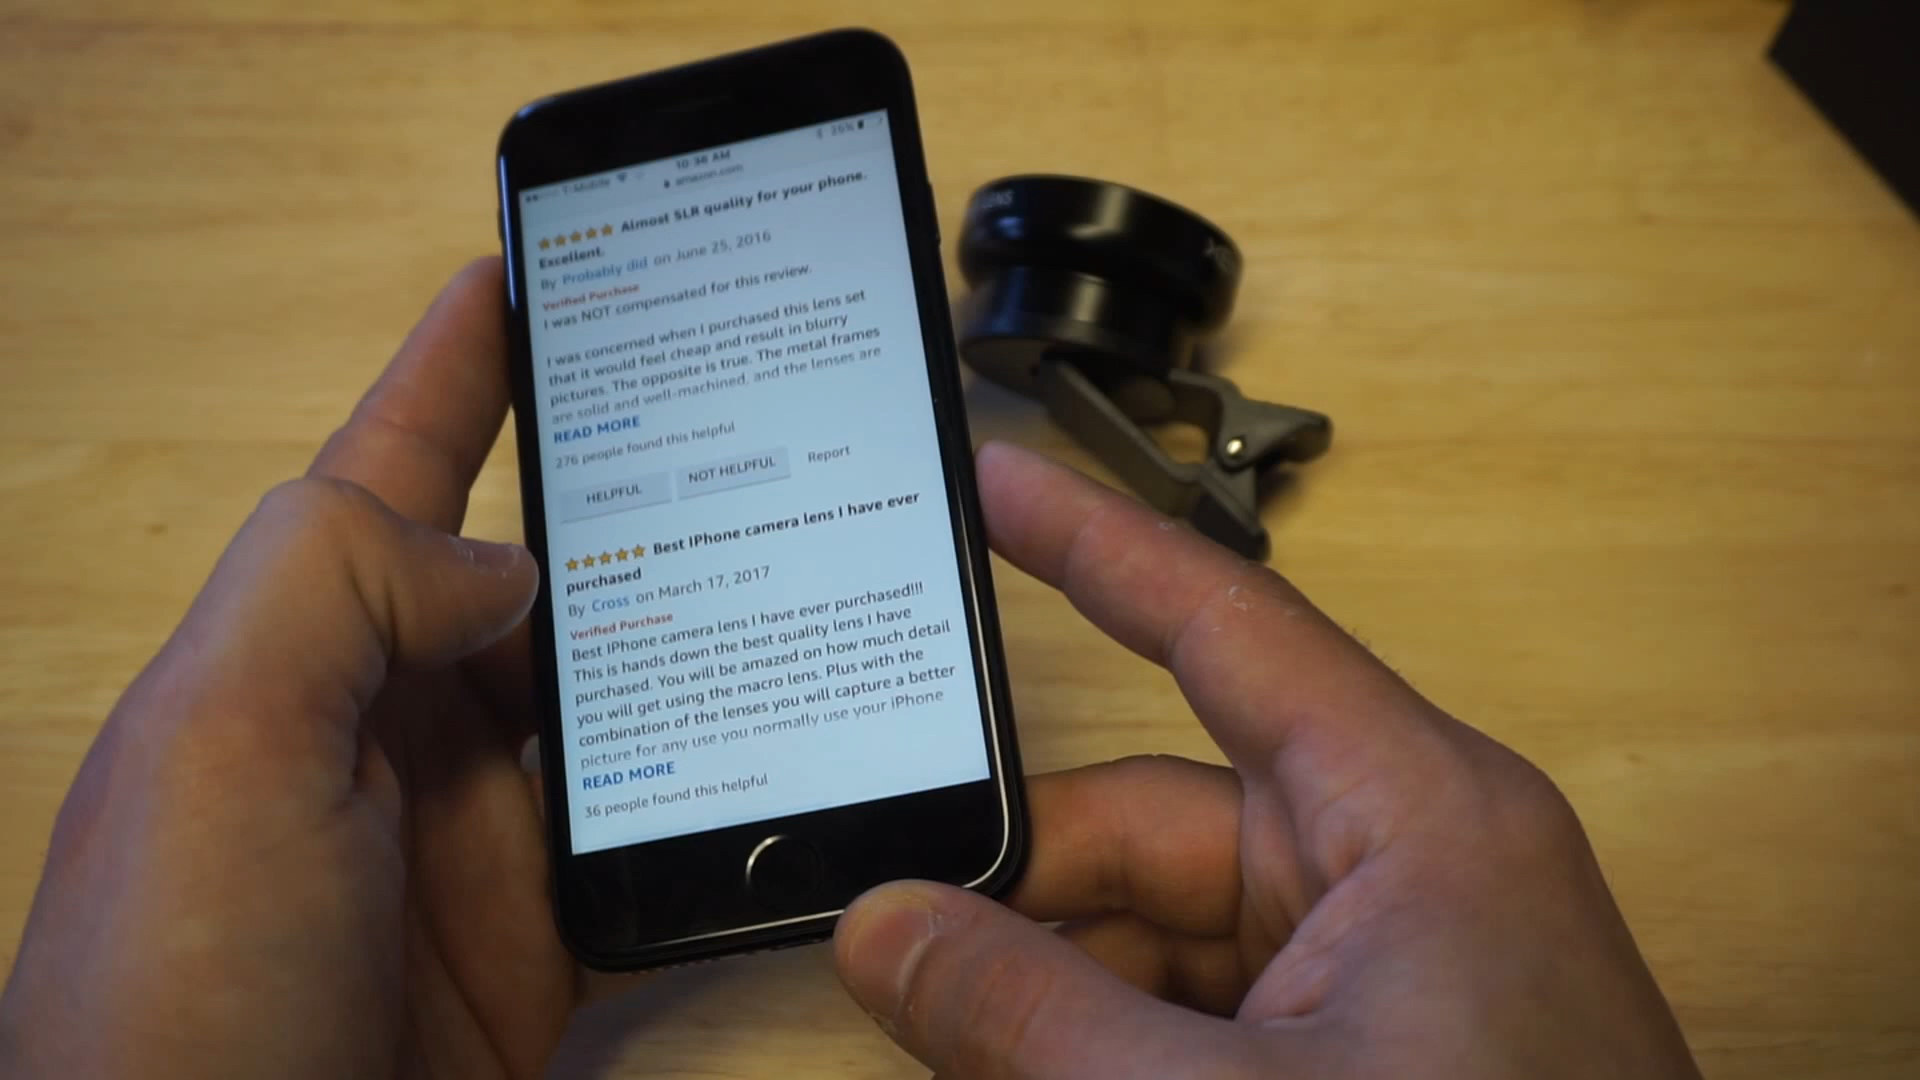 T-Mobile
10:38 AM
26%
amazon.com
Almost SLR quality for your phone.
Excellent.
By Probably did on June 25, 2016
Verified Purchase
I was NOT compensated for this review.
I was concerned when I purchased this lens set
that it would feel cheap and result in blurry
pictures. The opposite is true. The metal frames
are solid and well-machined, and the lenses are
READ MORE
276 people found this helpful
HELPFUL
NOT HELPFUL
Report
Best IPhone camera lens I have ever
purchased
By Cross on March 17, 2017
Verified Purchase
Best IPhone camera lens I have ever purchased!!!
This is hands down the best quality lens I have
purchased. You will be amazed on how much detail
you will get using the macro lens. Plus with the
combination of the lenses you will capture a better
picture for any use you normally use your iPhone
READ MORE
36 people found this helpful
LENS